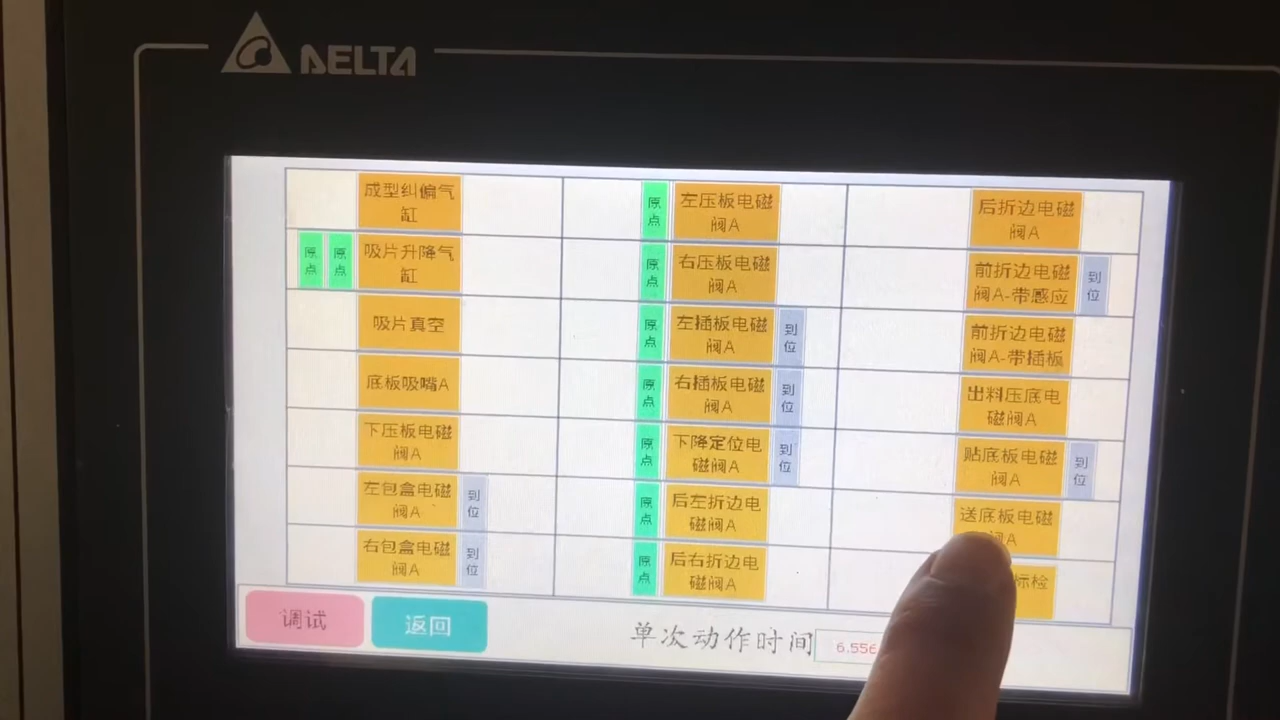 DELTA
成型纠偏气
缸
原
点
原
点
吸片升降气
缸
吸片真空
底板吸嘴A
下压板电磁
阀A
左包盒电磁
阀A
到
位
右包盒电磁
阀A
到
位
原
点
左压板电磁
阀A
原
点
右压板电磁
阀A
原
点
左插板电磁
阀A
到
位
原
点
右插板电磁
阀A
到
位
原
点
下降定位电
磁阀A
到
位
原
点
后左折边电
磁阀A
原
点
后右折边电
磁阀A
后折边电磁
阀A
前折边电磁
阀A-带感应
到
位
前折边电磁
阀A-带插板
出料压底电
磁阀A
贴底板电磁
阀A
到
位
送底板电磁
阀A
标检
调试
返回
单次动作时间
6.556